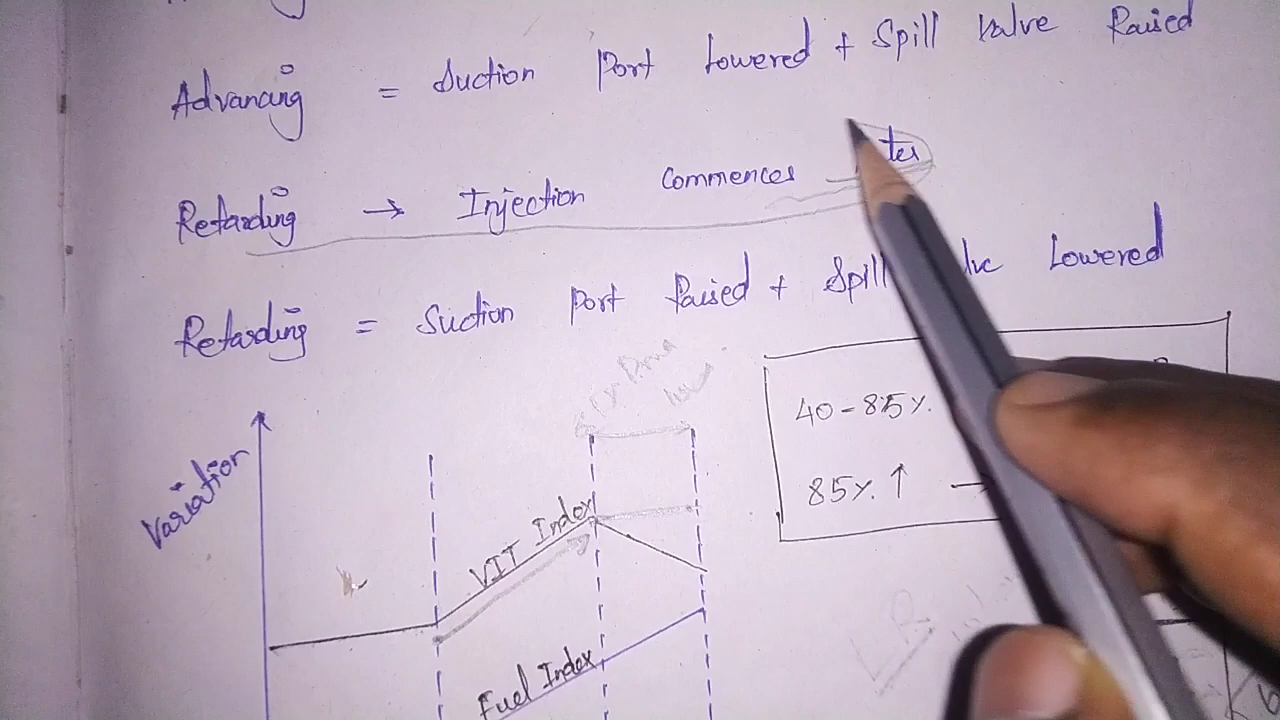 Advancing = Suction Port Lowered + Spill Valve Raised
Retarding → Injection Commences
Retarding = Suction Port Raised + Spill Lowered
40-85%.
85%. ↑ →
Variation
VIT Index
Fuel Index